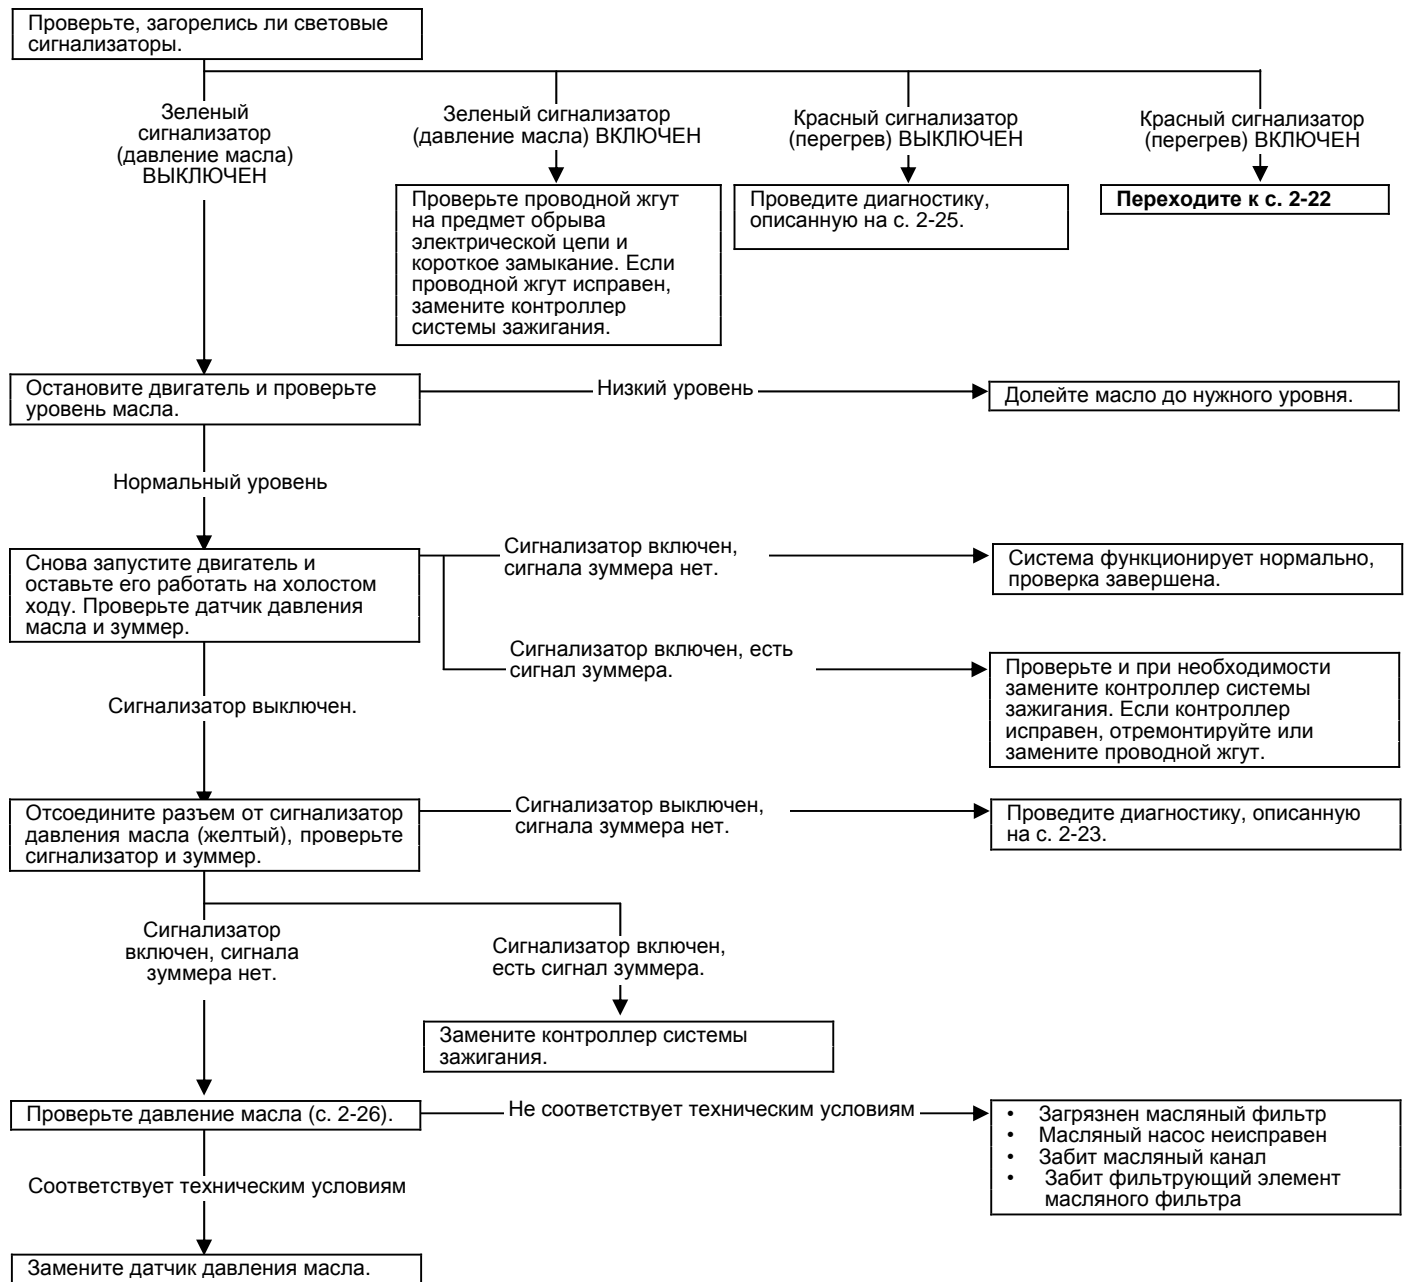 Проверьте, загорелись ли световые
сигнализаторы.
Зеленый
сигнализатор
(давление масла)
ВЫКЛЮЧЕН
Зеленый сигнализатор
(давление масла) ВКЛЮЧЕН
Красный сигнализатор
(перегрев) ВЫКЛЮЧЕН
Красный сигнализатор
(перегрев) ВКЛЮЧЕН
Проверьте проводной жгут
на предмет обрыва
электрической цепи и
короткое замыкание. Если
проводной жгут исправен,
замените контроллер
системы зажигания.
Проведите диагностику,
описанную на с. 2-25.
Переходите к с. 2-22
Остановите двигатель и проверьте
уровень масла.
Низкий уровень
Долейте масло до нужного уровня.
Нормальный уровень
Снова запустите двигатель и
оставьте его работать на холостом
ходу. Проверьте датчик давления
масла и зуммер.
Сигнализатор включен,
сигнала зуммера нет.
Система функционирует нормально,
проверка завершена.
Сигнализатор включен, есть
сигнал зуммера.
Проверьте и при необходимости
замените контроллер системы
зажигания. Если контроллер
исправен, отремонтируйте или
замените проводной жгут.
Сигнализатор выключен.
Отсоедините разъем от сигнализатор
давления масла (желтый), проверьте
сигнализатор и зуммер.
Сигнализатор выключен,
сигнала зуммера нет.
Проведите диагностику, описанную
на с. 2-23.
Сигнализатор
включен, сигнала
зуммера нет.
Сигнализатор включен,
есть сигнал зуммера.
Замените контроллер системы
зажигания.
Проверьте давление масла (с. 2-26).
Не соответствует техническим условиям
• Загрязнен масляный фильтр
• Масляный насос неисправен
• Забит масляный канал
• Забит фильтрующий элемент
масляного фильтра
Соответствует техническим условиям
Замените датчик давления масла.